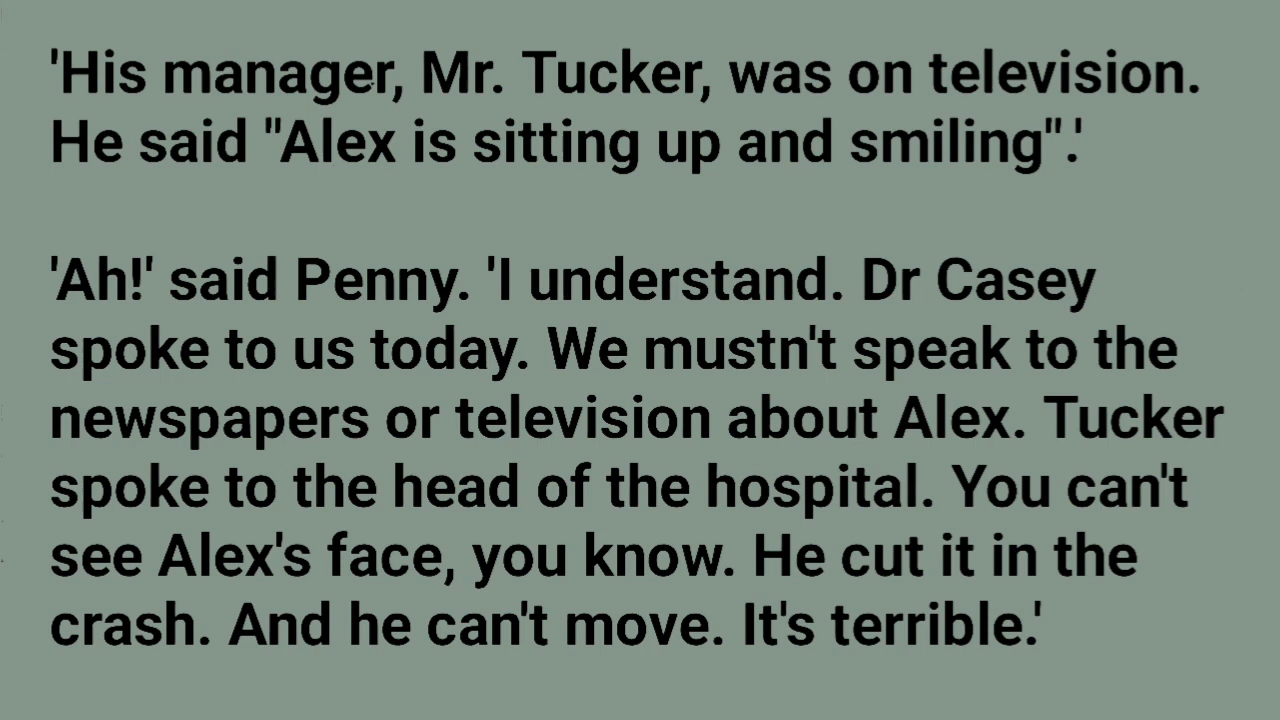 'His manager, Mr. Tucker, was on television.
He said "Alex is sitting up and smiling".'
'Ah!' said Penny. 'I understand. Dr Casey
spoke to us today. We mustn't speak to the
newspapers or television about Alex. Tucker
spoke to the head of the hospital. You can't
see Alex's face, you know. He cut it in the
crash. And he can't move. It's terrible.'